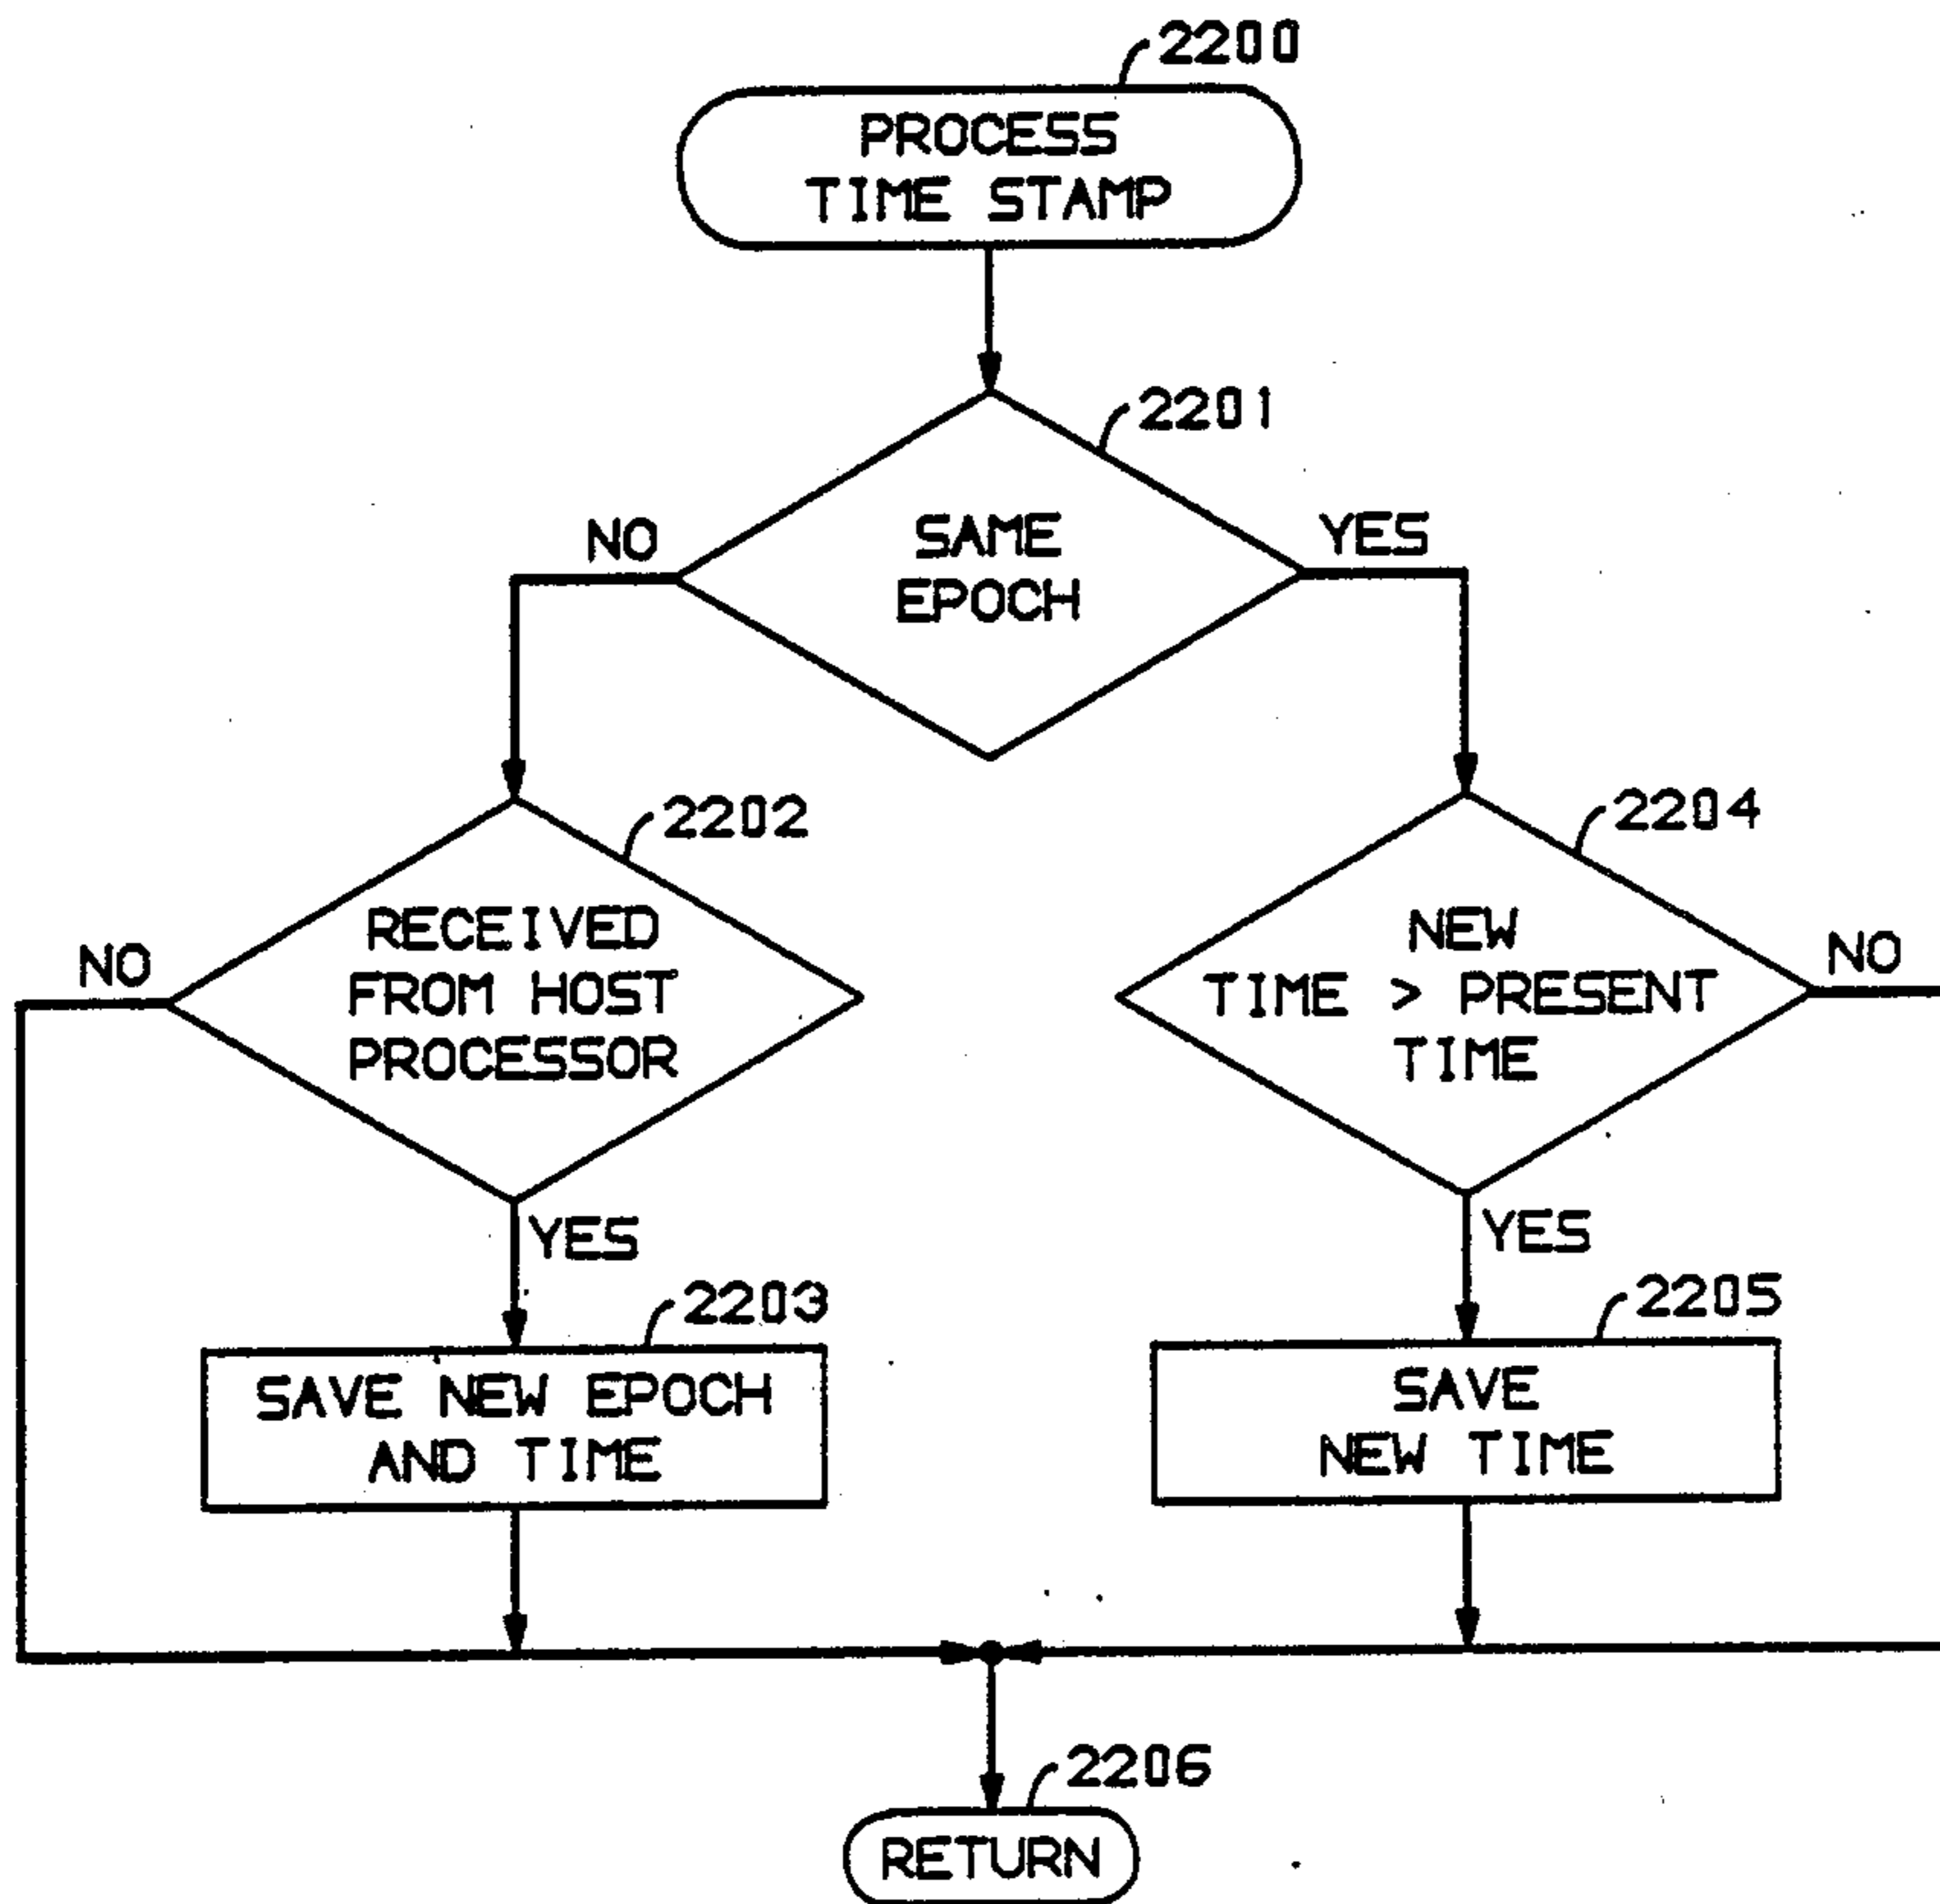 2200
PROCESS
TIME STAMP
2201
SAME
EPOCH
NO
YES
2202
RECEIVED
FROM HOST
PROCESSOR
NO
YES
2204
NEW
TIME > PRESENT
TIME
NO
YES
2203
SAVE NEW EPOCH
AND TIME
2205
SAVE
NEW TIME
2206
RETURN